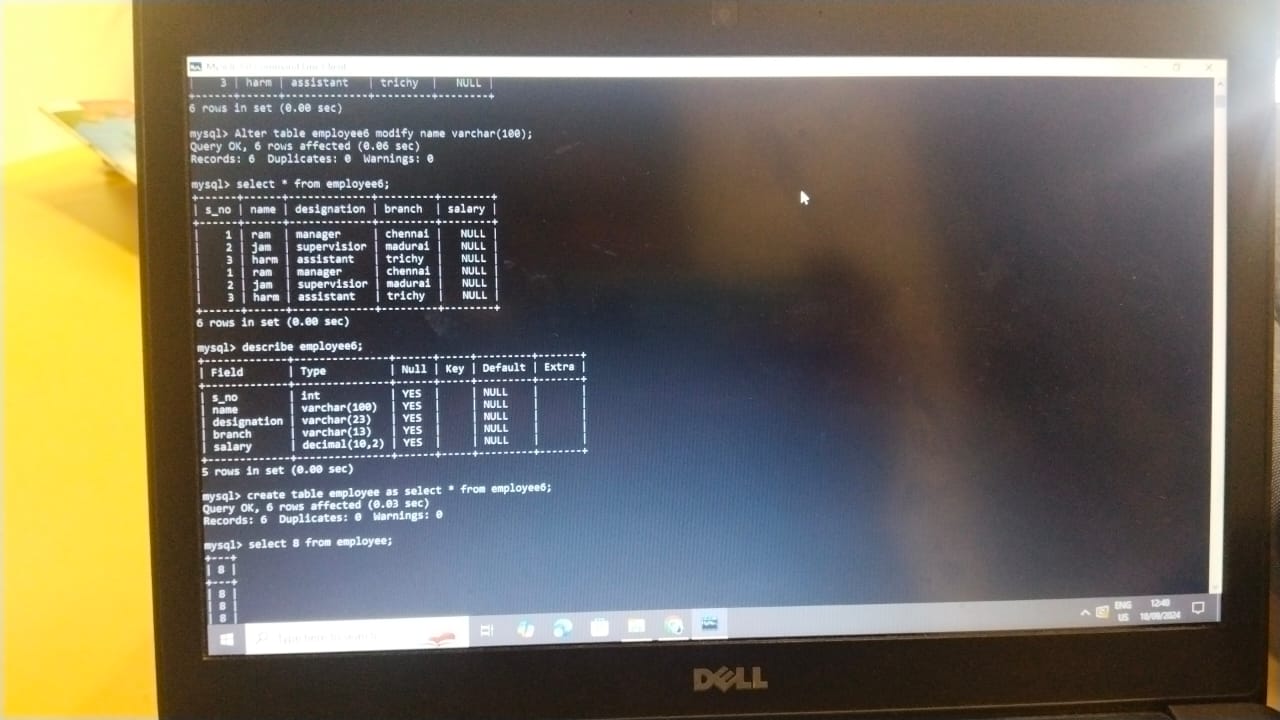 | 3 | harm | assistant | trichy | NULL |
6 rows in set (0.00 sec)
mysql> Alter table employee6 modify name varchar(100);
Query OK, 6 rows affected (0.06 sec)
Records: 6 Duplicates: 0 Warnings: 0
mysql> select * from employee6;
| s_no | name | designation | branch | salary |
| 1 | ram | manager | chennai | NULL |
| 2 | jam | supervisior | madurai | NULL |
| 3 | harm | assistant | trichy | NULL |
| 1 | ram | manager | chennai | NULL |
| 2 | jam | supervisior | madurai | NULL |
| 3 | harm | assistant | trichy | NULL |
6 rows in set (0.00 sec)
mysql> describe employee6;
| Field | Type | Null | Key | Default | Extra |
| s_no | int | YES | | NULL | |
| name | varchar(100) | YES | | NULL | |
| designation | varchar(23) | YES | | NULL | |
| branch | varchar(13) | YES | | NULL | |
| salary | decimal(10,2) | YES | | NULL | |
5 rows in set (0.00 sec)
mysql> create table employee as select * from employee6;
Query OK, 6 rows affected (0.03 sec)
Records: 6 Duplicates: 0 Warnings: 0
mysql> select 8 from employee;
| 8 |
| 8 |
| 8 |
| 8 |
Type here to search
ENG
US
12:40
18/09/2024
DELL